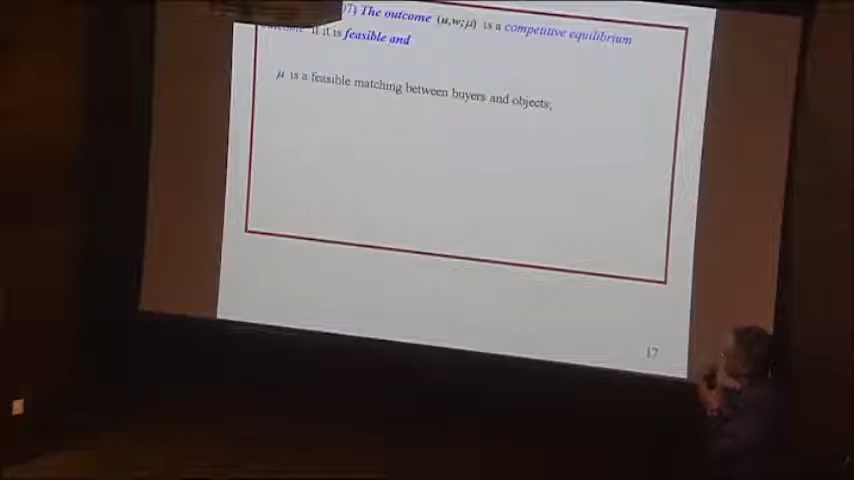 07) The outcome (u,w;μ) is a competitive equilibrium
outcome if it is feasible and
μ is a feasible matching between buyers and objects;
17